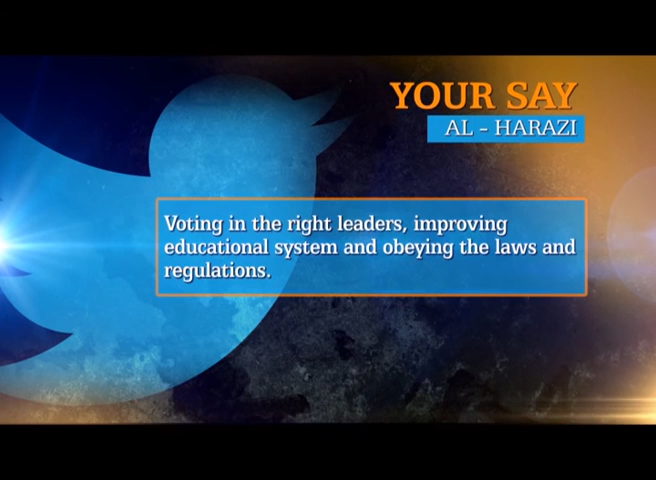 YOUR SAY
AL - HARAZI
Voting in the right leaders, improving
educational system and obeying the laws and
regulations.